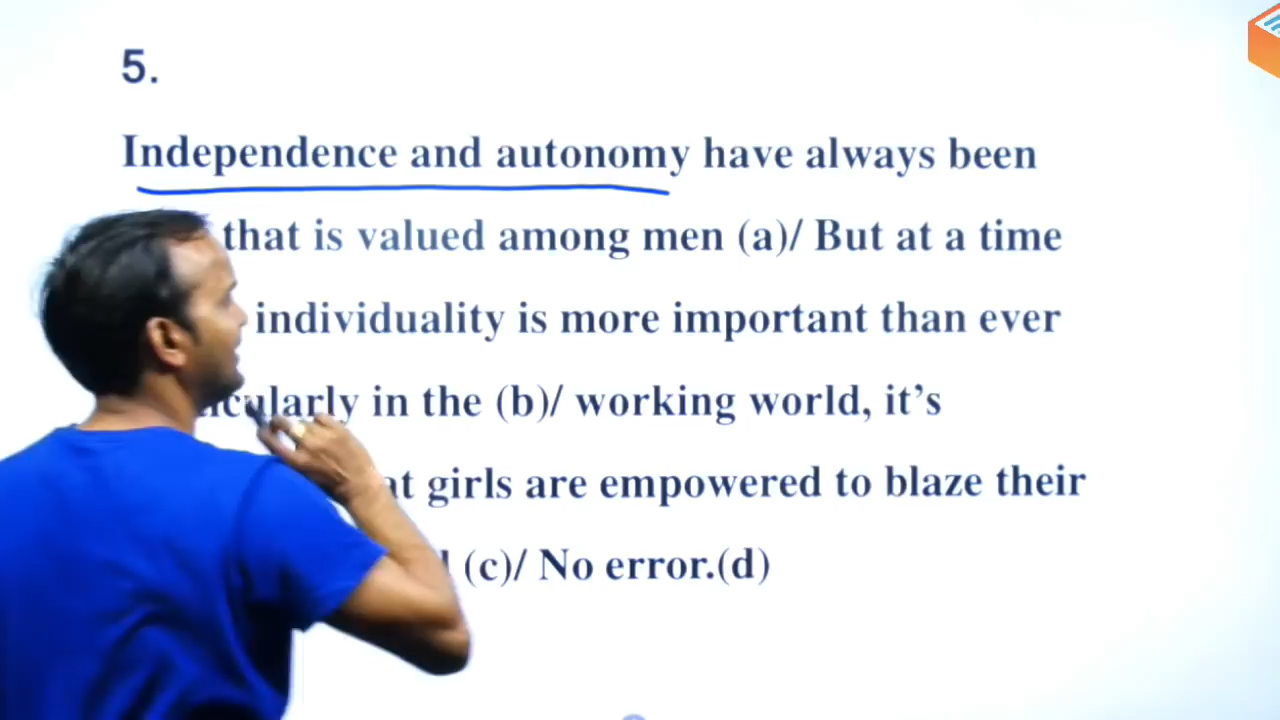 5.
Independence and autonomy have always been
that is valued among men (a)/ But at a time
individuality is more important than ever
in the (b)/ working world, it's
girls are empowered to blaze their
(c)/ No error.(d)